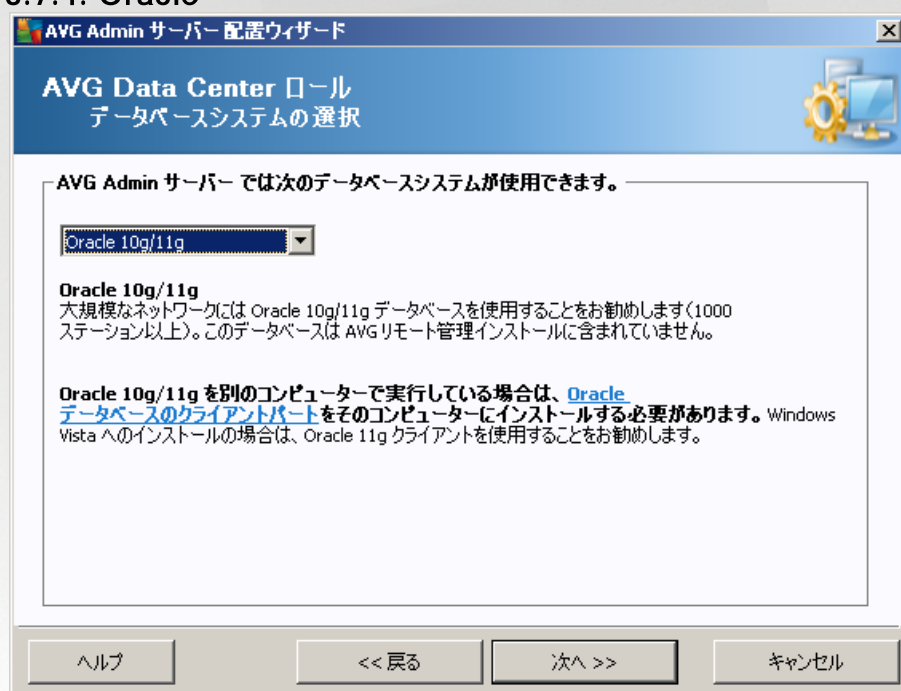 AVG Admin サーバー 配置ウィザード
AVG Data Center ロール
データベースシステムの選択
AVG Admin サーバー では次のデータベースシステムが使用できます。
Oracle 10g/11g
Oracle 10g/11g
大規模なネットワークには Oracle 10g/11g データベースを使用することをお勧めします(1000
ステーション以上)。このデータベースは AVG リモート管理インストールに含まれていません。
Oracle 10g/11g を別のコンピューターで実行している場合は、Oracle
データベースのクライアントパートをそのコンピューターにインストールする必要があります。Windows
Vista へのインストールの場合は、Oracle 11g クライアントを使用することをお勧めします。
ヘルプ
<< 戻る
次へ >>
キャンセル